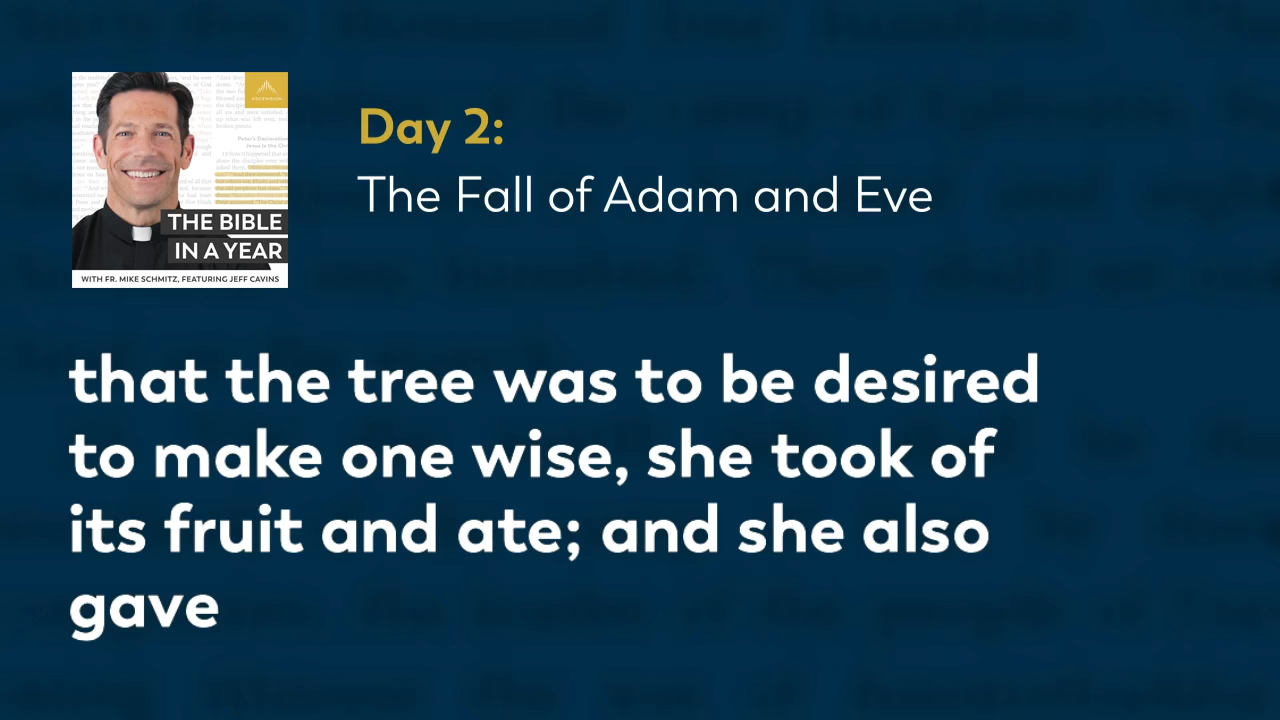 Day 2:
The Fall of Adam and Eve
ASCENSION
THE BIBLE
IN A YEAR
WITH FR. MIKE SCHMITZ, FEATURING JEFF CAVINS
that the tree was to be desired
to make one wise, she took of
its fruit and ate; and she also
gave